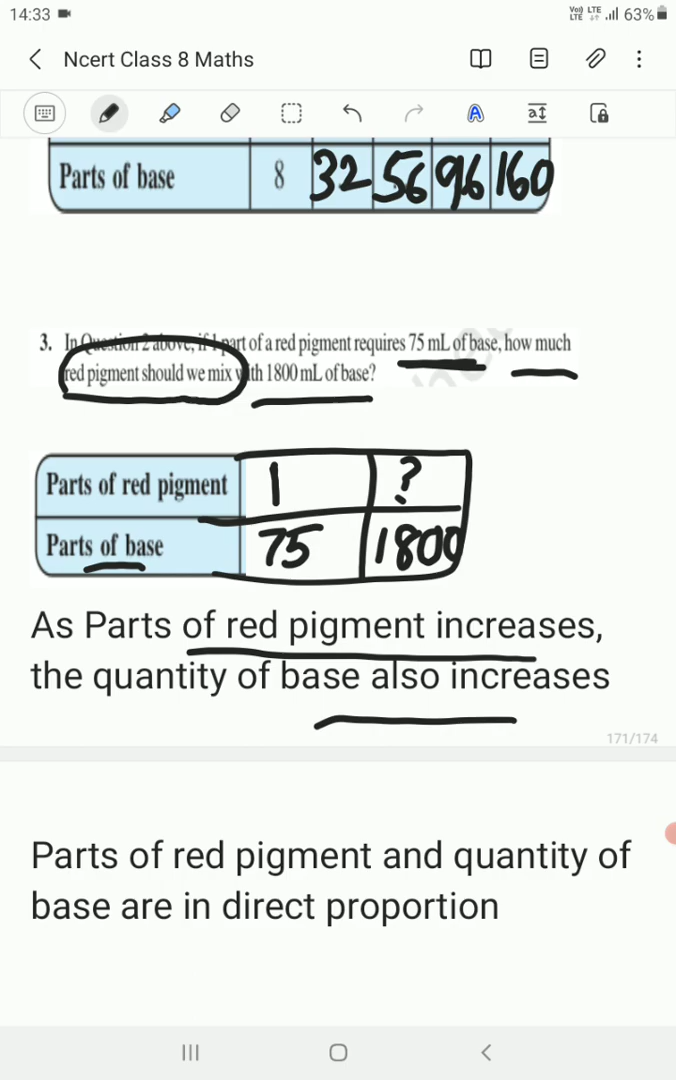 14:33 Vo) LTE LTE 63%
Ncert Class 8 Maths
Parts of base 8 32 56 96 160
3. In Question 2 above, if 1 part of a red pigment requires 75 mL of base, how much
red pigment should we mix with 1800 mL of base?
Parts of red pigment 1 ?
Parts of base 75 1800
As Parts of red pigment increases,
the quantity of base also increases
171/174
Parts of red pigment and quantity of
base are in direct proportion